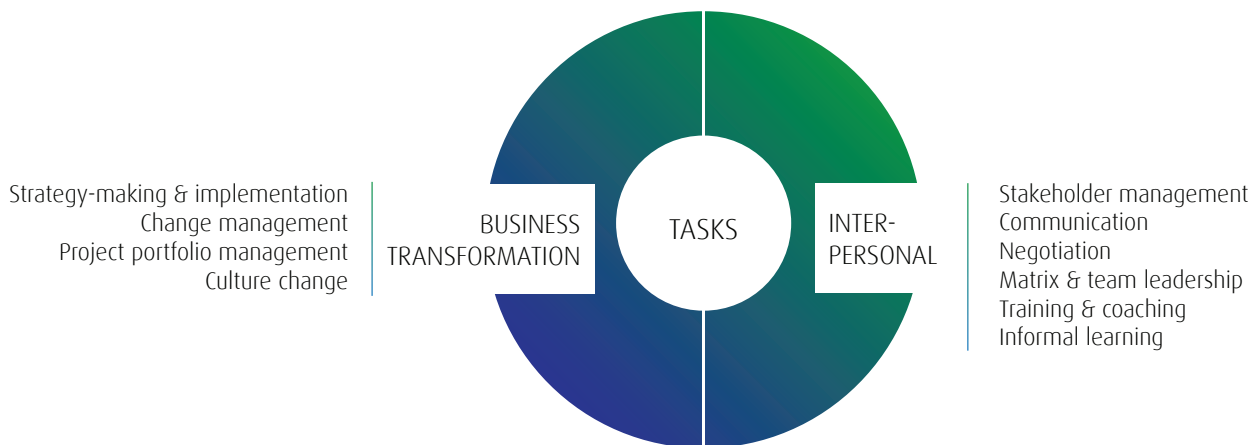 Strategy-making & implementation
Change management
Project portfolio management
Culture change
BUSINESS
TRANSFORMATION
TASKS
INTER-
PERSONAL
Stakeholder management
Communication
Negotiation
Matrix & team leadership
Training & coaching
Informal learning